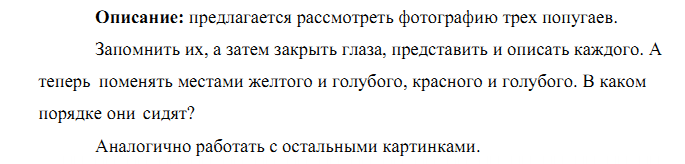 Описание: предлагается рассмотреть фотографию трех попугаев.
Запомнить их, а затем закрыть глаза, представить и описать каждого. А
теперь поменять местами желтого и голубого, красного и голубого. В каком
порядке они сидят?
Аналогично работать с остальными картинками.